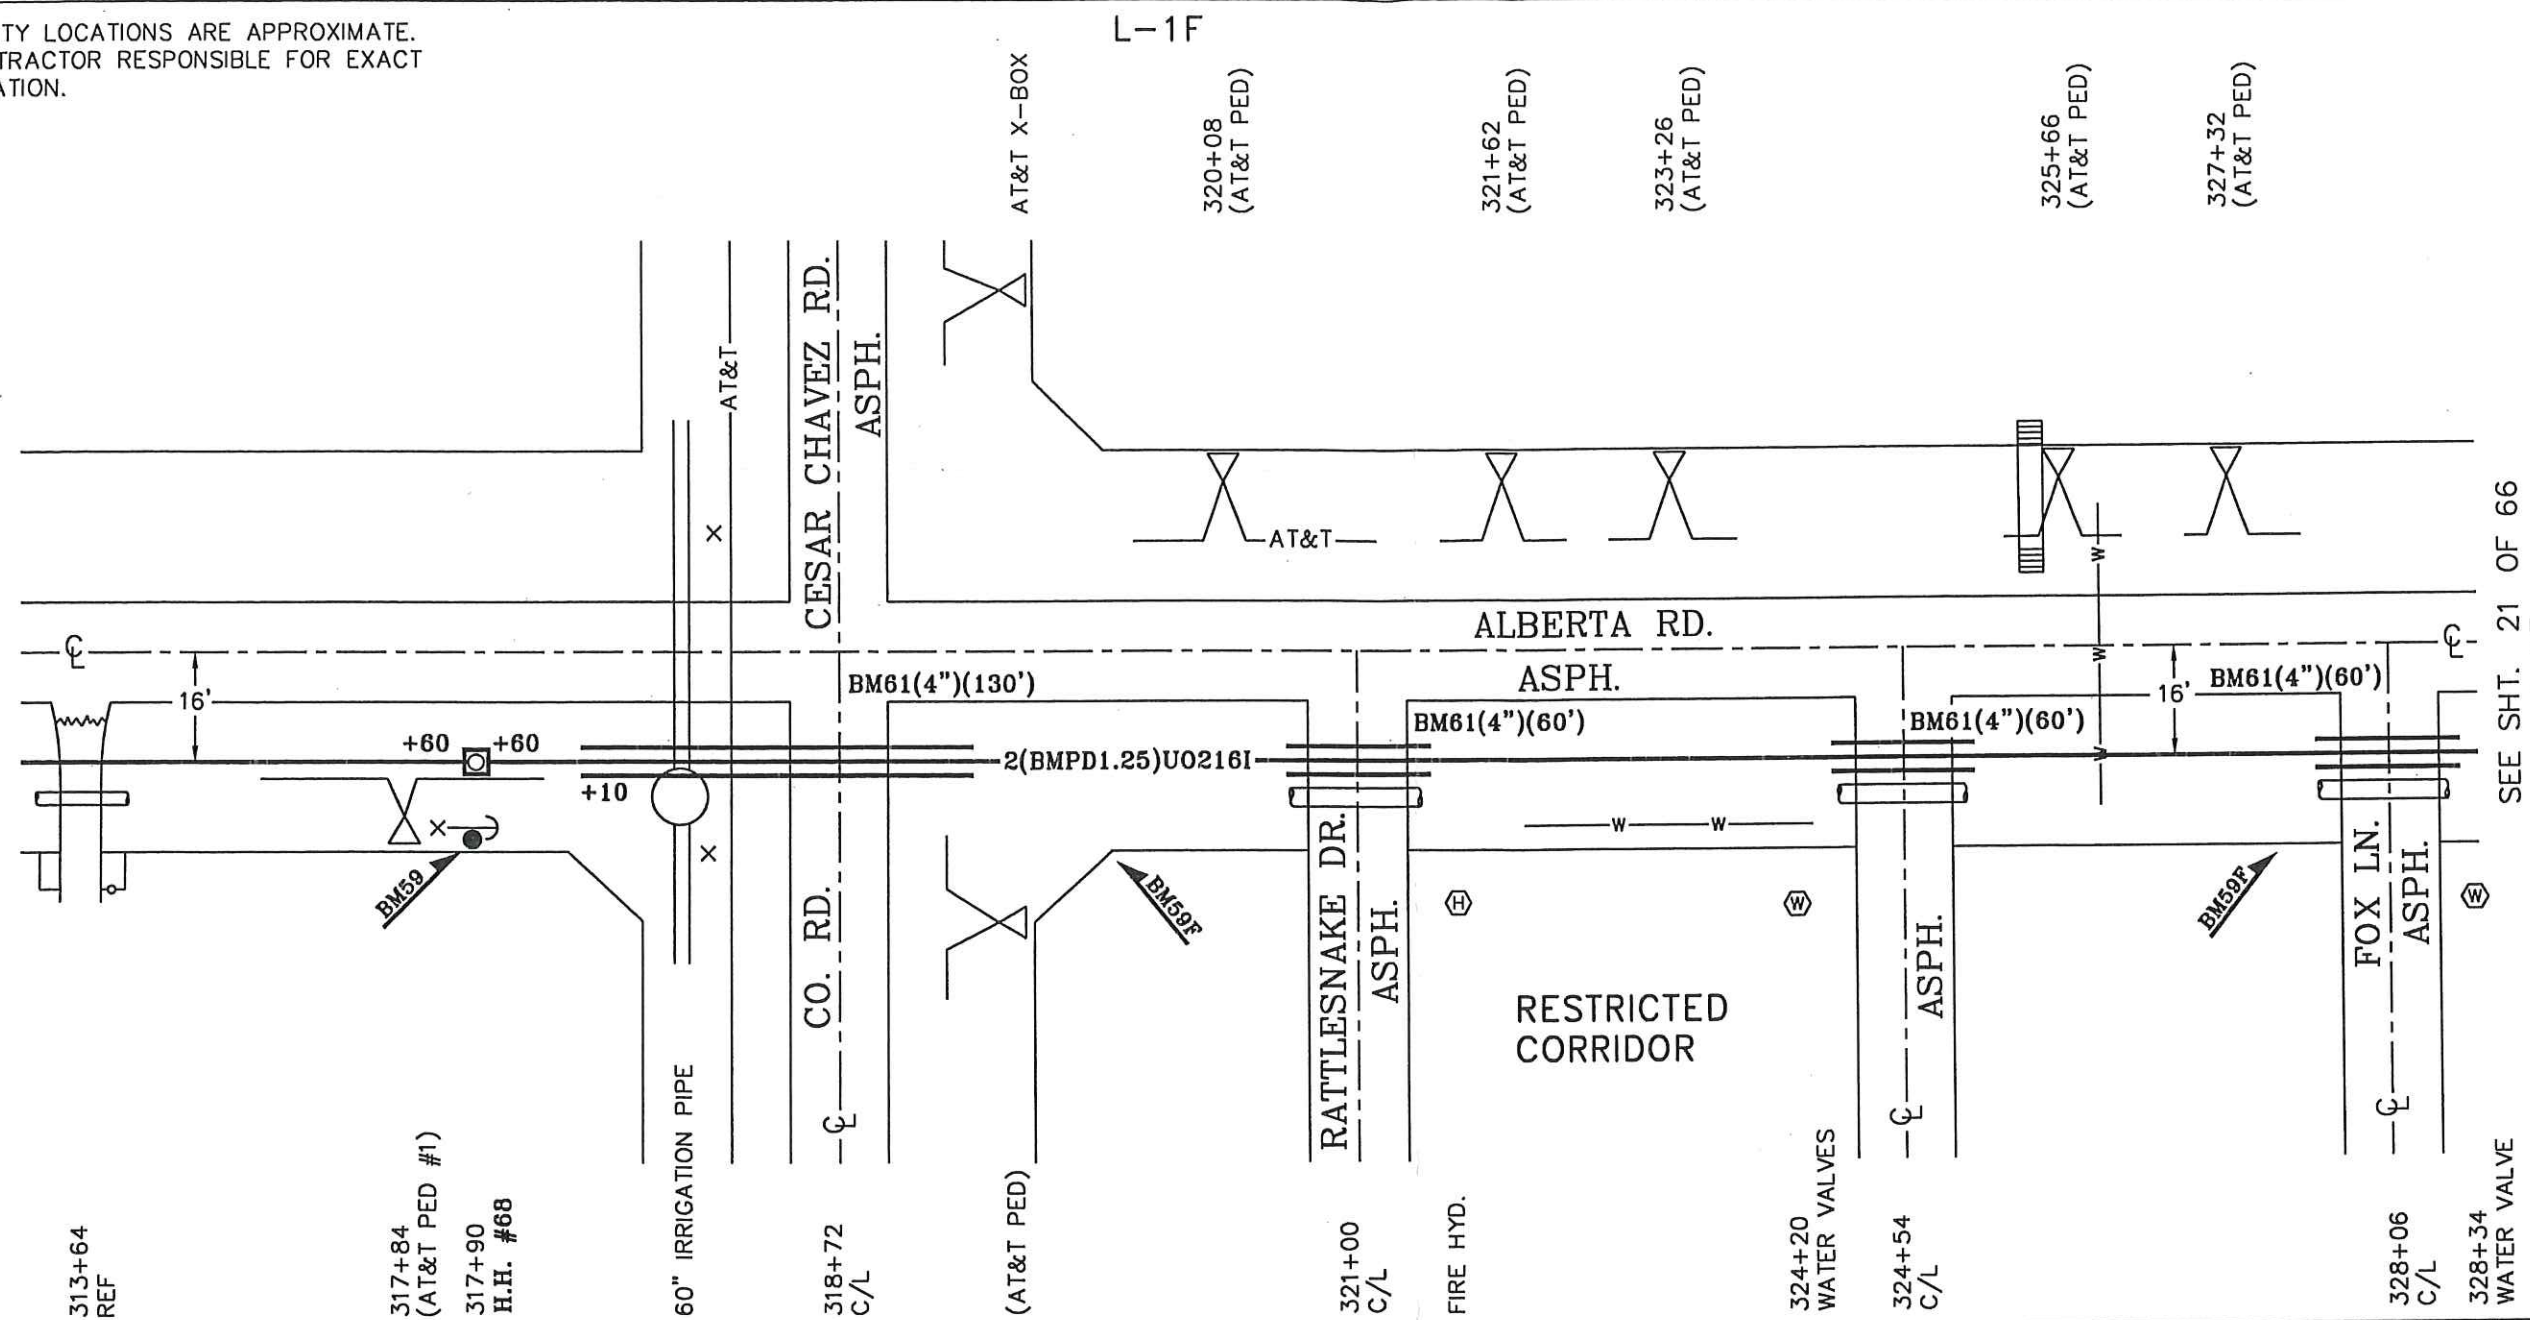 TY LOCATIONS ARE APPROXIMATE.
TRACTOR RESPONSIBLE FOR EXACT
ATION.
L-1F
AT&T X-BOX
320+08
(AT&T PED)
321+62
(AT&T PED)
323+26
(AT&T PED)
325+66
(AT&T PED)
327+32
(AT&T PED)
AT&T
CESAR CHAVEZ RD.
ASPH.
X
AT&T
W
ALBERTA RD.
ASPH.
W
W
16'
16'
BM61(4")(130')
BM61(4")(60')
BM61(4")(60')
BM61(4")(60')
+60
+60
2(BMPD1.25)UO216I
+10
X
X
W
W
BM59
BM59F
BM59F
CO. RD.
RATTLESNAKE DR.
ASPH.
H
W
ASPH.
FOX LN.
ASPH.
W
RESTRICTED
CORRIDOR
SEE SHT. 21 OF 66
313+64
REF
317+84
(AT&T PED #1)
317+90
H.H. #68
60" IRRIGATION PIPE
318+72
C/L
(AT&T PED)
321+00
C/L
FIRE HYD.
324+20
WATER VALVES
324+54
C/L
328+06
C/L
328+34
WATER VALVE